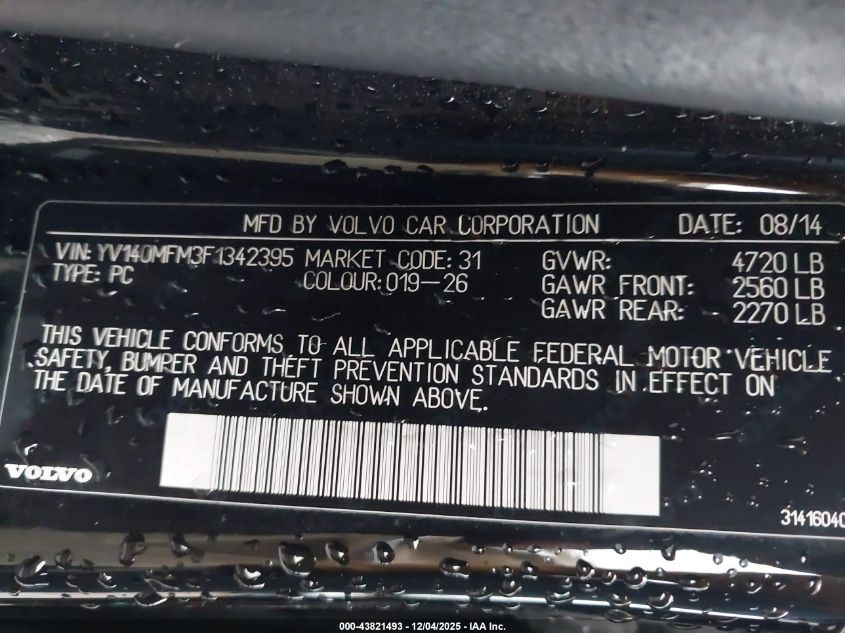 MFD BY VOLVO CAR CORPORATION DATE: 08/14
VIN: YV140MFM3F1342395 MARKET CODE: 31 GVWR: 4720 LB
TYPE: PC COLOUR: 019-26 GAWR FRONT: 2560 LB
GAWR REAR: 2270 LB
THIS VEHICLE CONFORMS TO ALL APPLICABLE FEDERAL MOTOR VEHICLE
SAFETY, BUMPER AND THEFT PREVENTION STANDARDS IN EFFECT ON
THE DATE OF MANUFACTURE SHOWN ABOVE.
VOLVO
31416040
000-43821493 - 12/04/2025 - IAA Inc.